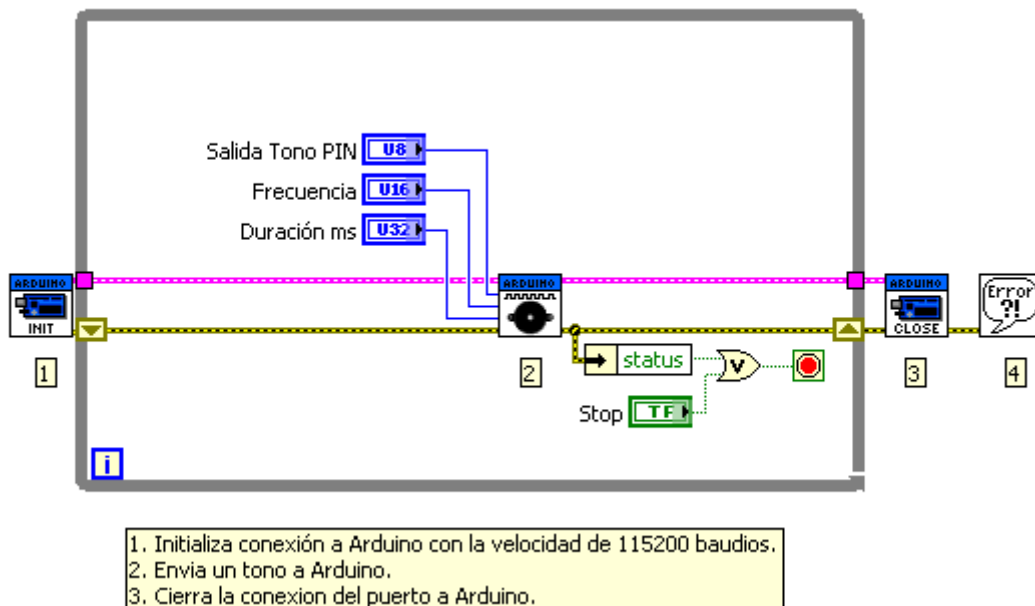 Salida Tono PIN U8
Frecuencia U16
Duración ms U32
ARDUINO ARDUINO ARDUINO Error
?!
INIT CLOSE
1 2 3 4
status V
Stop TF
i
1. Initializa conexión a Arduino con la velocidad de 115200 baudios.
2. Envia un tono a Arduino.
3. Cierra la conexion del puerto a Arduino.